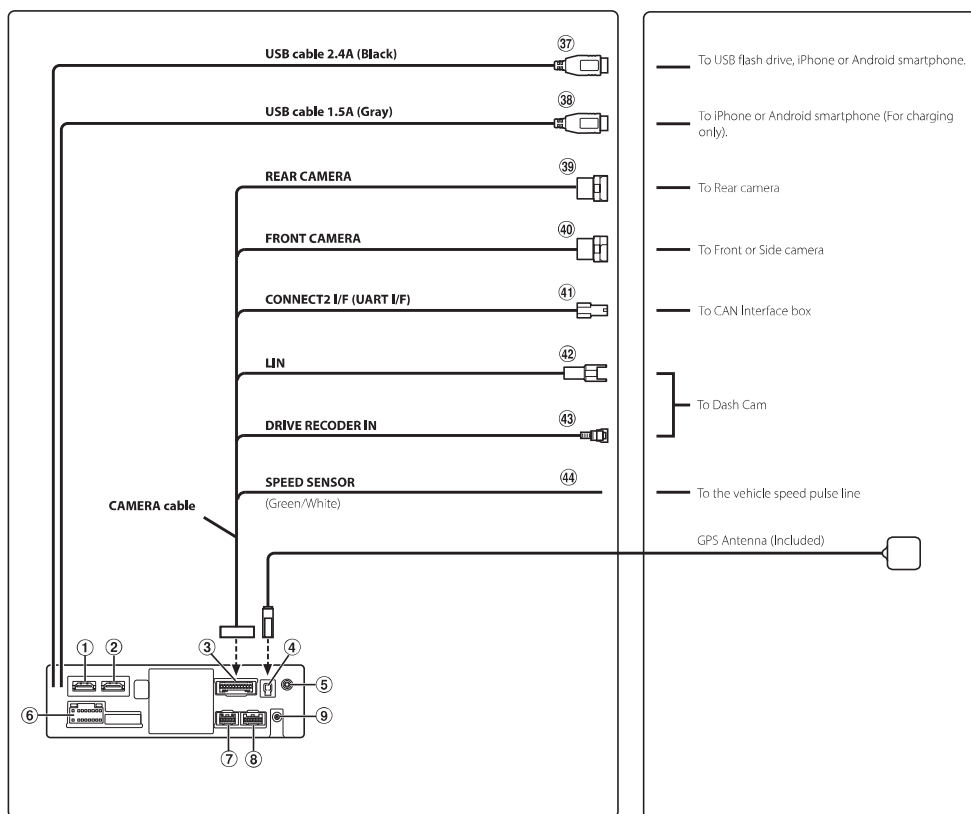 USB cable 2.4A (Black)
㊲
To USB flash drive, iPhone or Android smartphone.
USB cable 1.5A (Gray)
㊳
To iPhone or Android smartphone (For charging
only).
REAR CAMERA
㊴
To Rear camera
FRONT CAMERA
㊵
To Front or Side camera
CONNECT2 I/F (UART I/F)
㊶
To CAN Interface box
LIN
㊷
To Dash Cam
DRIVE RECODER IN
㊸
SPEED SENSOR
(Green/White)
㊹
To the vehicle speed pulse line
CAMERA cable
GPS Antenna (Included)
①
②
③
④
⑤
⑥
⑦
⑧
⑨